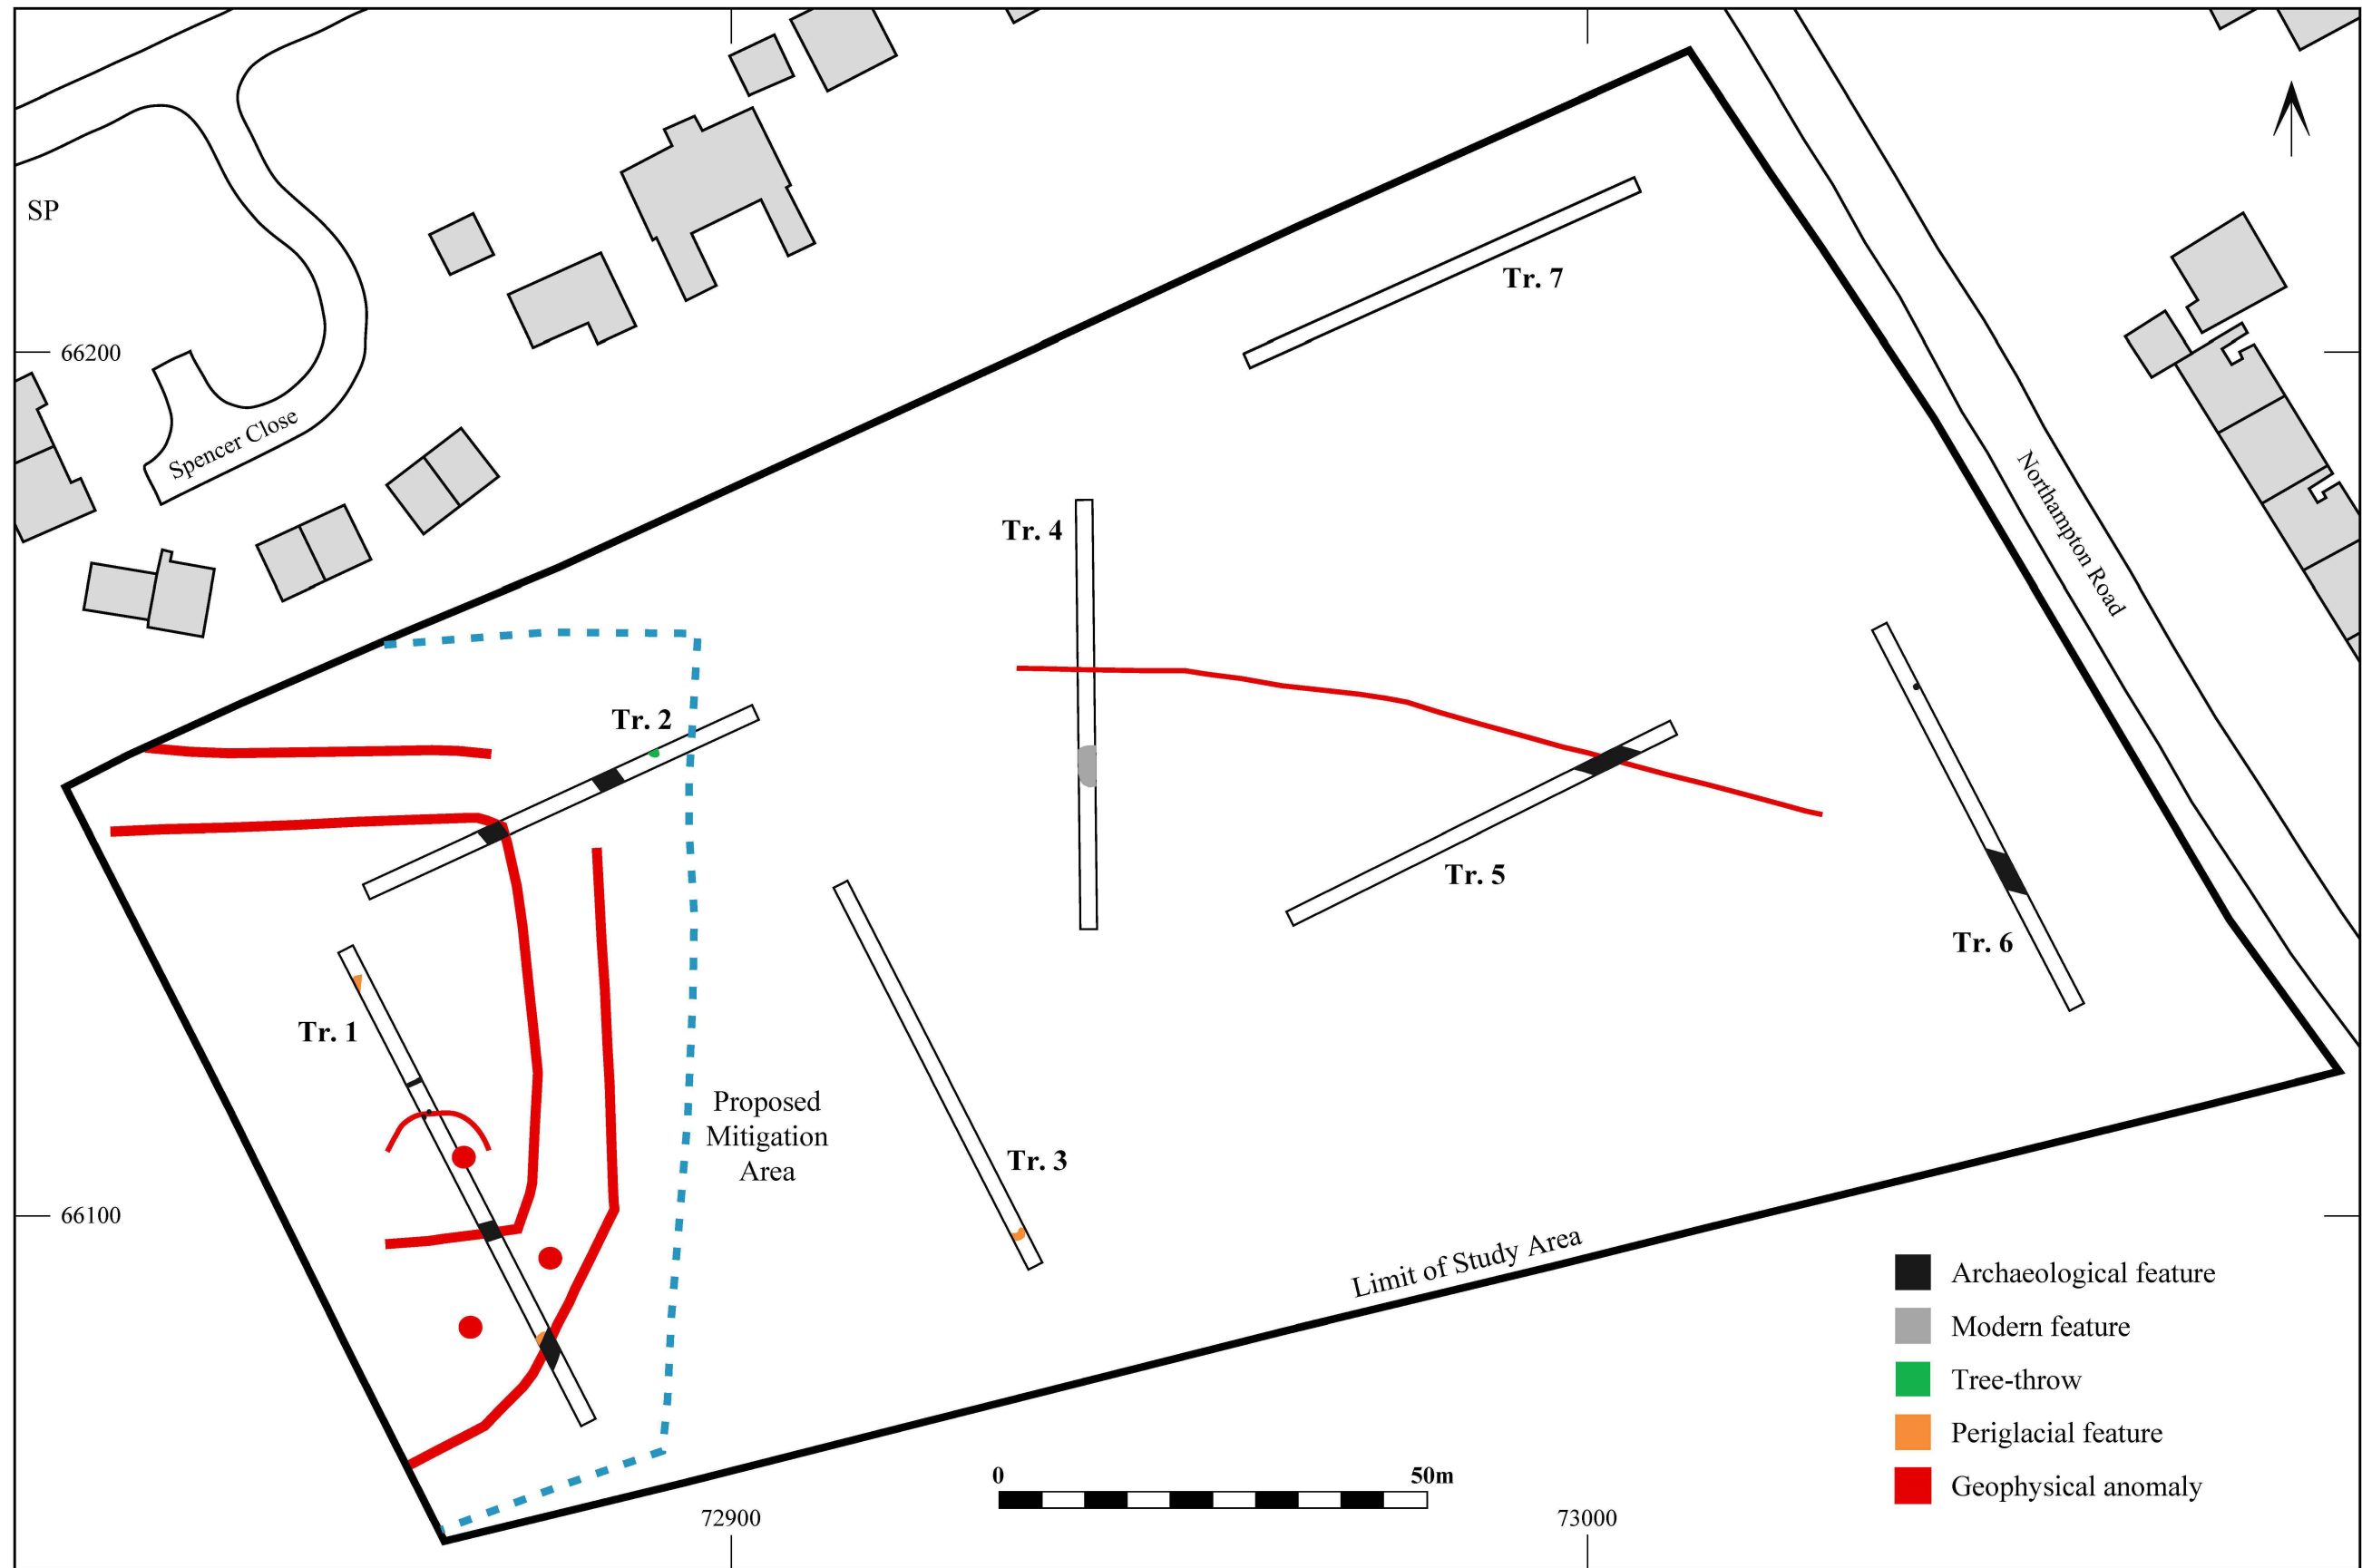 SP
66200
Spencer Close
Tr. 7
Tr. 4
Northampton Road
Tr. 2
Tr. 5
Tr. 6
Tr. 1
Proposed
Mitigation
Area
Tr. 3
66100
Limit of Study Area
Archaeological feature
Modern feature
Tree-throw
Periglacial feature
Geophysical anomaly
0 50m
72900 73000